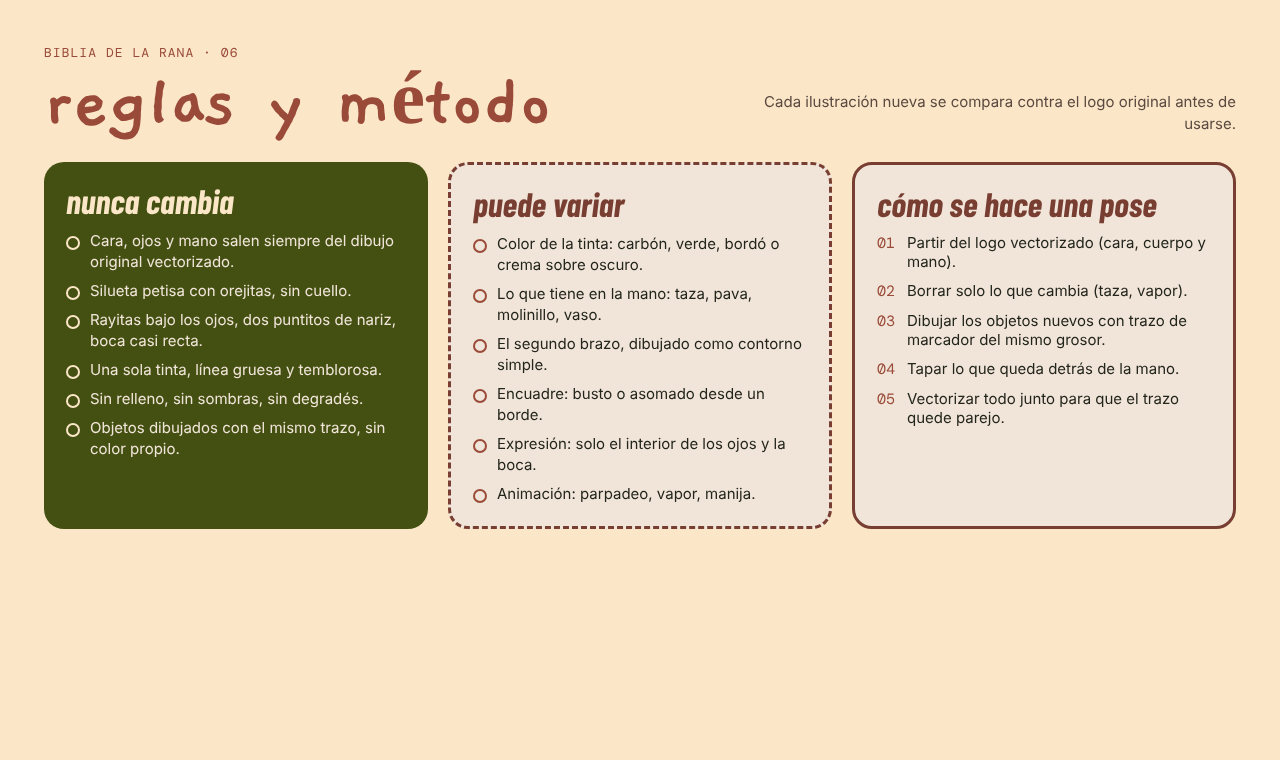 BIBLIA DE LA RANA · 06
reglas y método
Cada ilustración nueva se compara contra el logo original antes de
usarse.
nunca cambia
Cara, ojos y mano salen siempre del dibujo
original vectorizado.
Silueta petisa con orejitas, sin cuello.
Rayitas bajo los ojos, dos puntitos de nariz,
boca casi recta.
Una sola tinta, línea gruesa y temblorosa.
Sin relleno, sin sombras, sin degradés.
Objetos dibujados con el mismo trazo, sin
color propio.
puede variar
Color de la tinta: carbón, verde, bordó o
crema sobre oscuro.
Lo que tiene en la mano: taza, pava,
molinillo, vaso.
El segundo brazo, dibujado como contorno
simple.
Encuadre: busto o asomado desde un
borde.
Expresión: solo el interior de los ojos y la
boca.
Animación: parpadeo, vapor, manija.
cómo se hace una pose
01 Partir del logo vectorizado (cara, cuerpo y
mano).
02 Borrar solo lo que cambia (taza, vapor).
03 Dibujar los objetos nuevos con trazo de
marcador del mismo grosor.
04 Tapar lo que queda detrás de la mano.
05 Vectorizar todo junto para que el trazo
quede parejo.